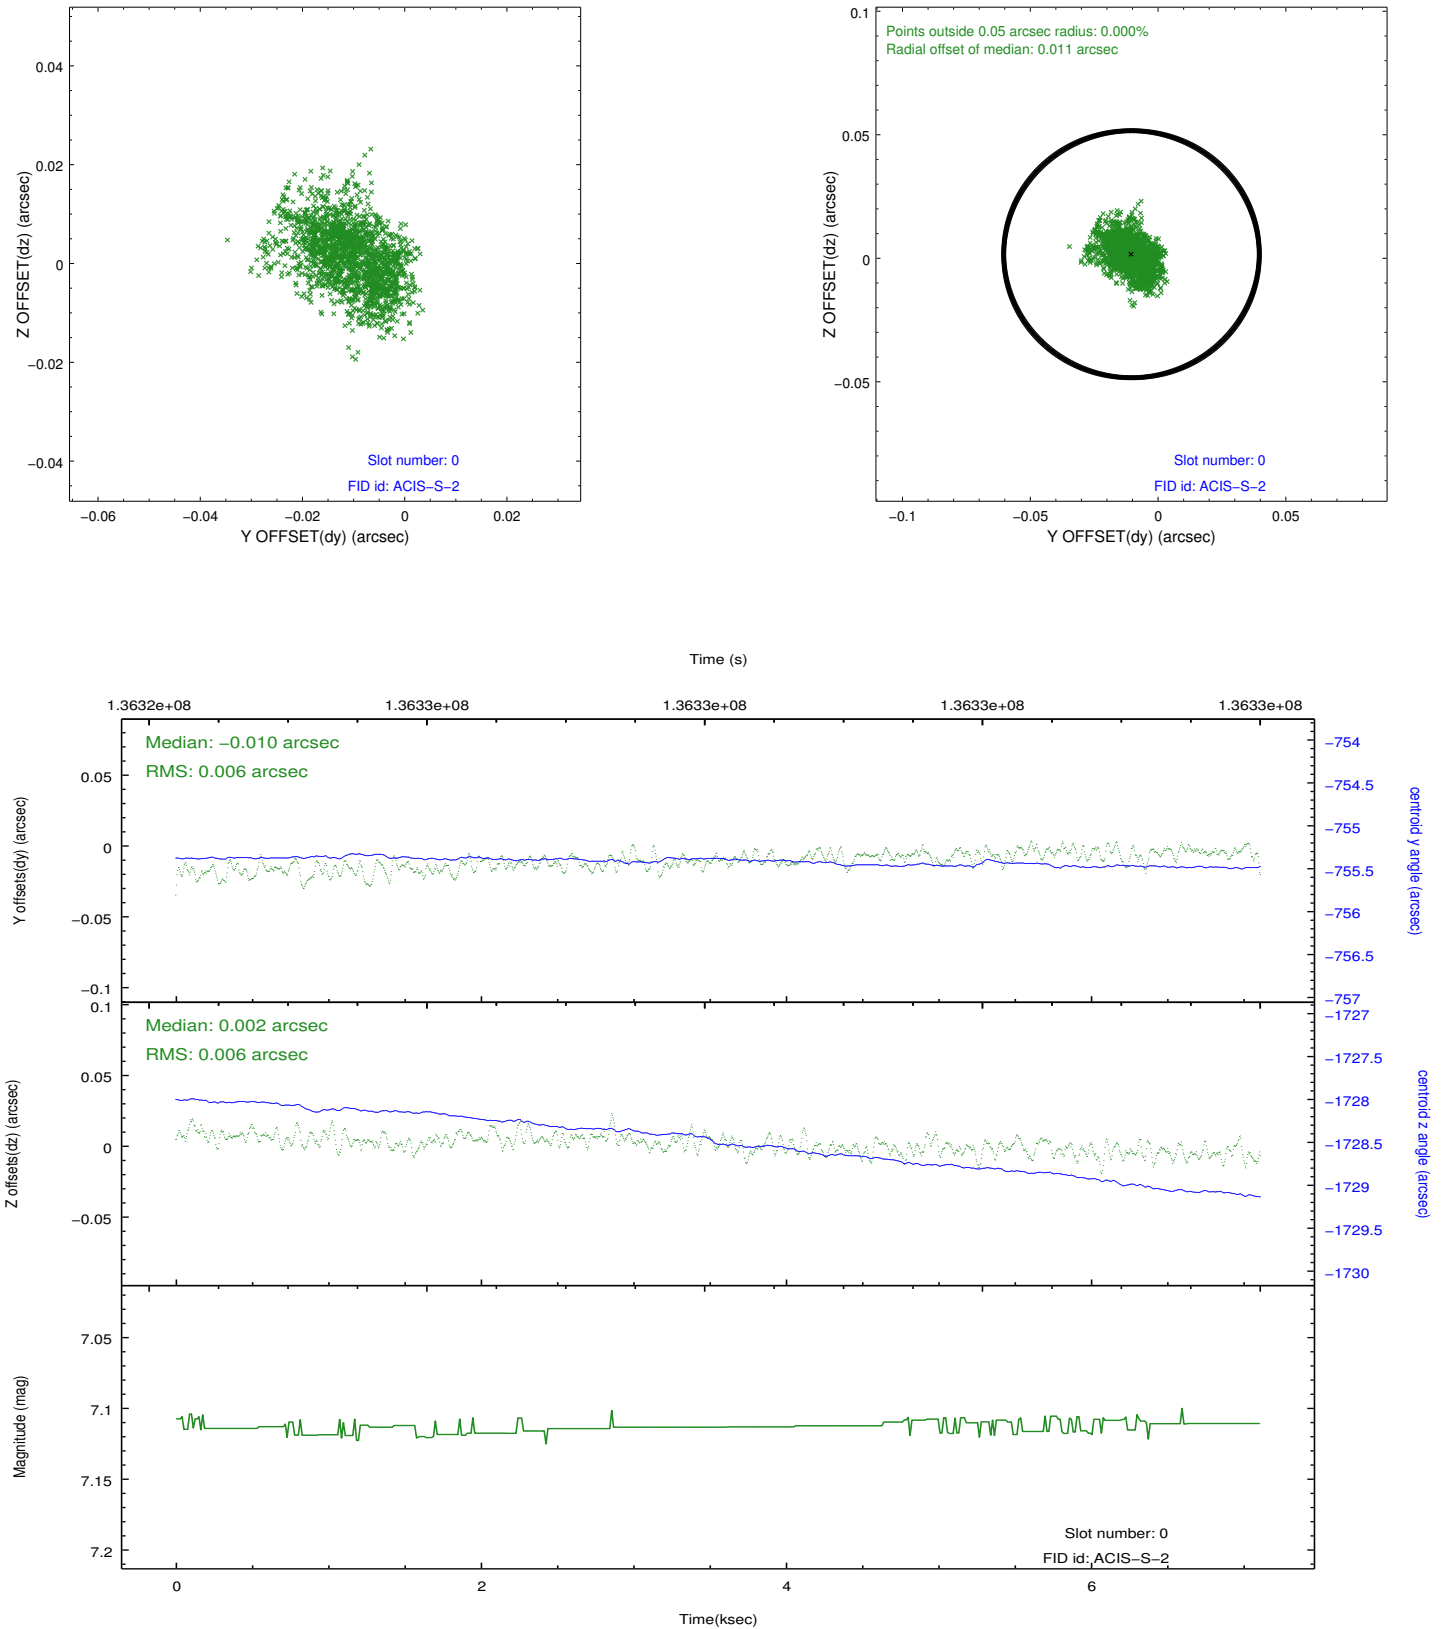 0.04
0.02
0
−0.02
−0.04
Z OFFSET(dz) (arcsec)
Slot number: 0
FID id: ACIS−S−2
−0.06
−0.04
−0.02
0
0.02
Y OFFSET(dy) (arcsec)
Points outside 0.05 arcsec radius: 0.000%
Radial offset of median: 0.011 arcsec
0.1
0.05
0
−0.05
Z OFFSET(dz) (arcsec)
Slot number: 0
FID id: ACIS−S−2
−0.1
−0.05
0
0.05
Y OFFSET(dy) (arcsec)
Time (s)
1.3632e+08
1.3633e+08
1.3633e+08
1.3633e+08
1.3633e+08
Median: −0.010 arcsec
RMS: 0.006 arcsec
0.05
0
−0.05
−0.1
Y offsets(dy) (arcsec)
−754
−754.5
−755
−755.5
−756
−756.5
−757
centroid y angle (arcsec)
Median: 0.002 arcsec
RMS: 0.006 arcsec
0.1
0.05
0
−0.05
Z offsets(dz) (arcsec)
−1727
−1727.5
−1728
−1728.5
−1729
−1729.5
−1730
centroid z angle (arcsec)
7.05
7.1
7.15
7.2
Magnitude (mag)
Slot number: 0
FID id: ACIS−S−2
0
2
4
6
Time(ksec)